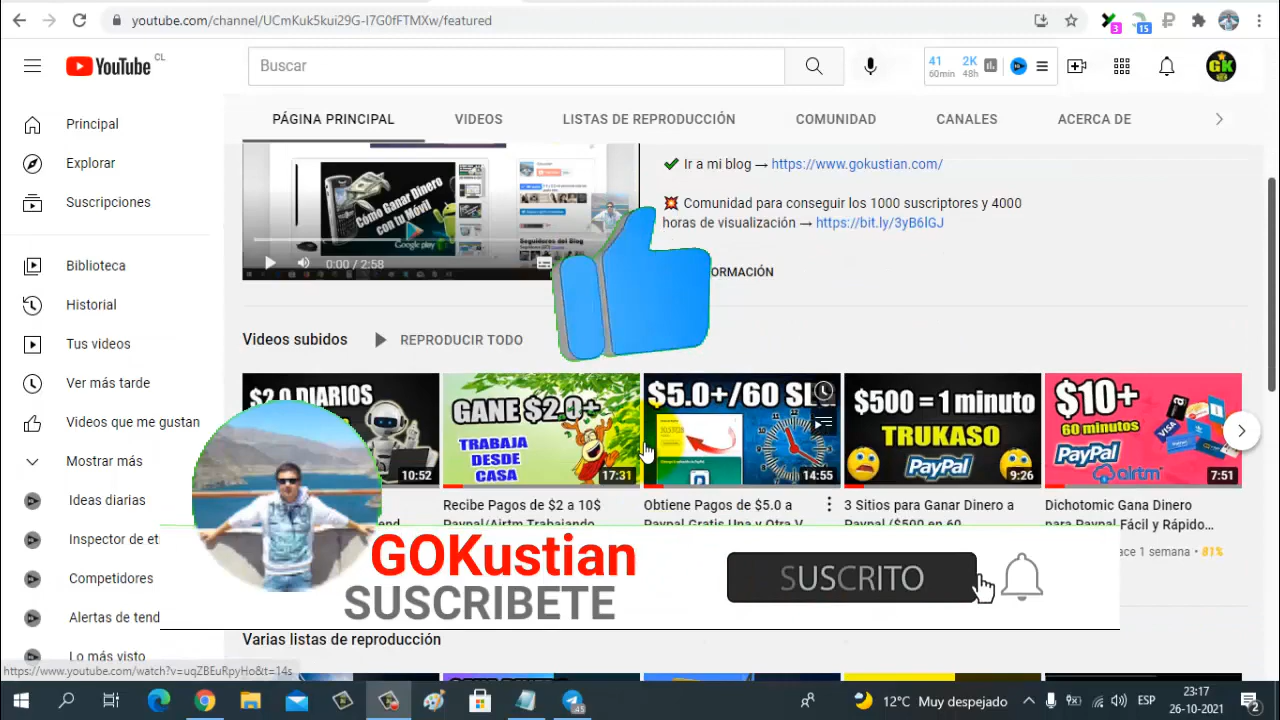 youtube.com/channel/UCmKuk5kui29G-I7G0fFTMXw/featured
3
15
YouTube CL
Buscar
41 60min
2K 48h
GK
PÁGINA PRINCIPAL
VIDEOS
LISTAS DE REPRODUCCIÓN
COMUNIDAD
CANALES
ACERCA DE
Principal
Explorar
Suscripciones
Biblioteca
Historial
Tus videos
Ver más tarde
Videos que me gustan
Mostrar más
Ideas diarias
Inspector de et
Competidores
Alertas de tend
Lo más visto
Cómo Ganar Dinero
con tu Móvil
Google play
0:00 / 2:58
✔ Ir a mi blog → https://www.gokustian.com/
Comunidad para conseguir los 1000 suscriptores y 4000
horas de visualización → https://bit.ly/3yB6lGJ
ORMACIÓN
Videos subidos
REPRODUCIR TODO
$2.0 DIARIOS
10:52
GANE $2.0+
TRABAJA
DESDE
CASA
17:31
$5.0+/60
14:55
$500 = 1 minuto
TRUKASO
PayPal
9:26
$10+
60 minutos
PayPal
airtm
VISA
7:51
Recibe Pagos de $2 a 10$
Paypal/Airtm Trabajando
Obtiene Pagos de $5.0 a
Paypal Gratis Una y Otra V
3 Sitios para Ganar Dinero a
Paypal ($500 en 60
Dichotomic Gana Dinero
para Paypal Fácil y Rápido...
ace 1 semana • 81%
GOKustian
SUSCRIBETE
SUSCRITO
Varias listas de reproducción
https://www.youtube.com/watch?v=uqZBEuRpyHo&t=14s
45
12°C Muy despejado
ESP
23:17
26-10-2021
2